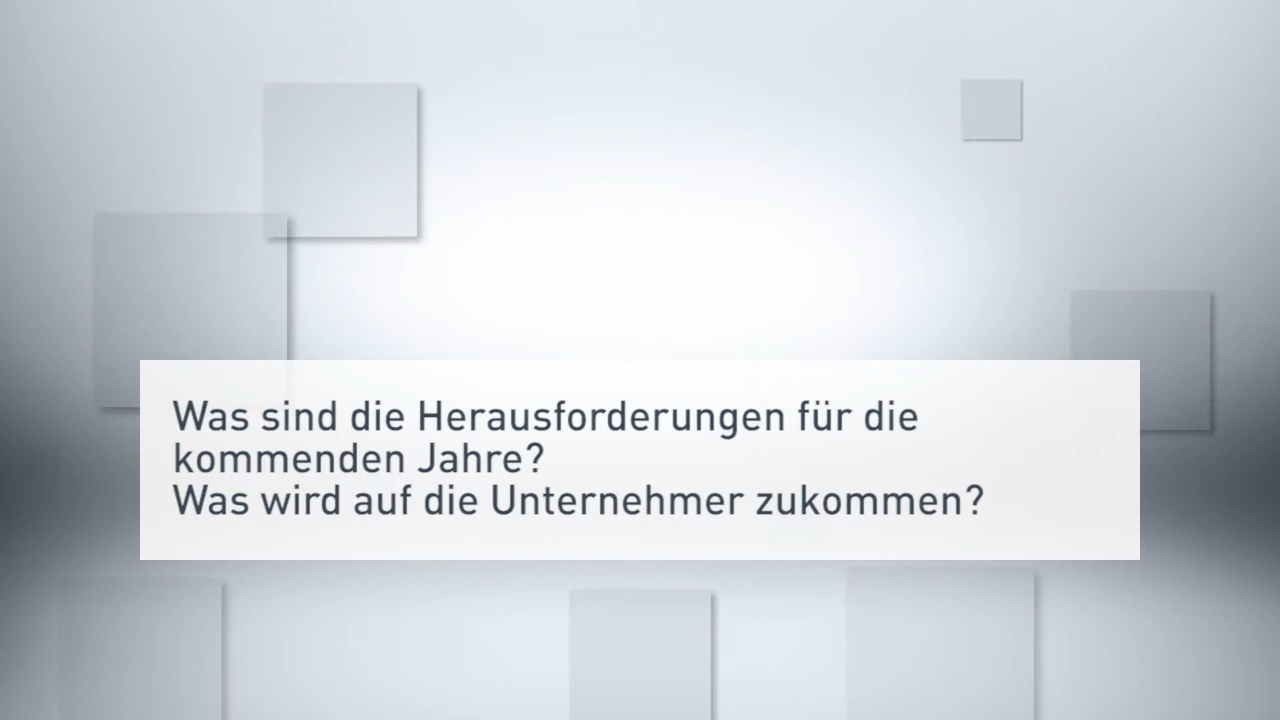 Was sind die Herausforderungen für die
kommenden Jahre?
Was wird auf die Unternehmer zukommen?